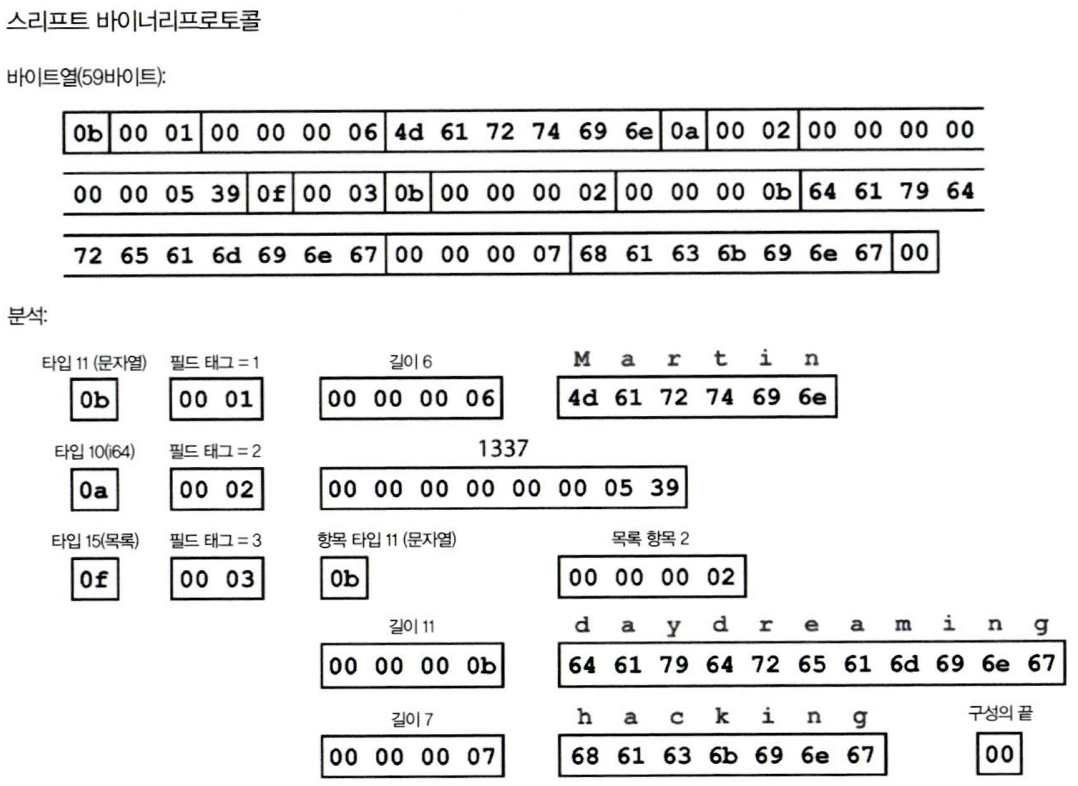 스리프트 바이너리프로토콜
바이트열(59바이트):
0b 00 01 00 00 00 06 4d 61 72 74 69 6e 0a 00 02 00 00 00 00
00 00 05 39 0f 00 03 0b 00 00 00 02 00 00 00 0b 64 61 79 64
72 65 61 6d 69 6e 67 00 00 00 07 68 61 63 6b 69 6e 67 00
분석:
타입 11 (문자열) 필드 태그 = 1 길이 6 M a r t i n
0b 00 01 00 00 00 06 4d 61 72 74 69 6e
타입 10(i64) 필드 태그 = 2 1337
0a 00 02 00 00 00 00 00 00 05 39
타입 15(목록) 필드 태그 = 3 항목 타입 11 (문자열) 목록 항목 2
0f 00 03 0b 00 00 00 02
길이 11 d a y d r e a m i n g
00 00 00 0b 64 61 79 64 72 65 61 6d 69 6e 67
길이 7 h a c k i n g 구성의 끝
00 00 00 07 68 61 63 6b 69 6e 67 00